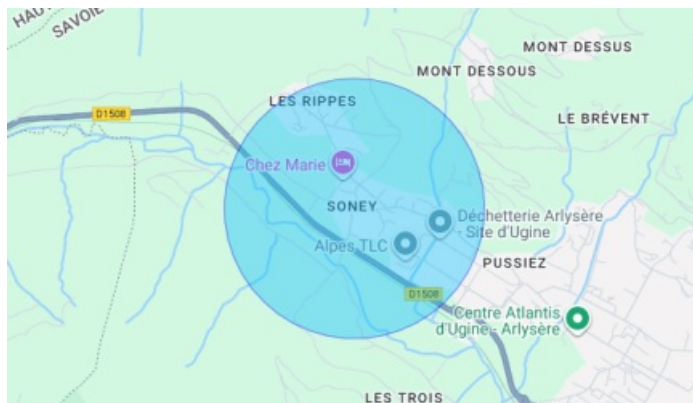 HAU
SAVOIE
MONT DESSUS
MONT DESSOUS
LES RIPPES
D1508
LE BRÉVENT
Chez Marie
SONEY
Déchetterie Arlysère
- Site d'Ugine
Alpes TLC
PUSSIEZ
D1508
Centre Atlantis
d'Ugine - Arlysère
LES TROIS